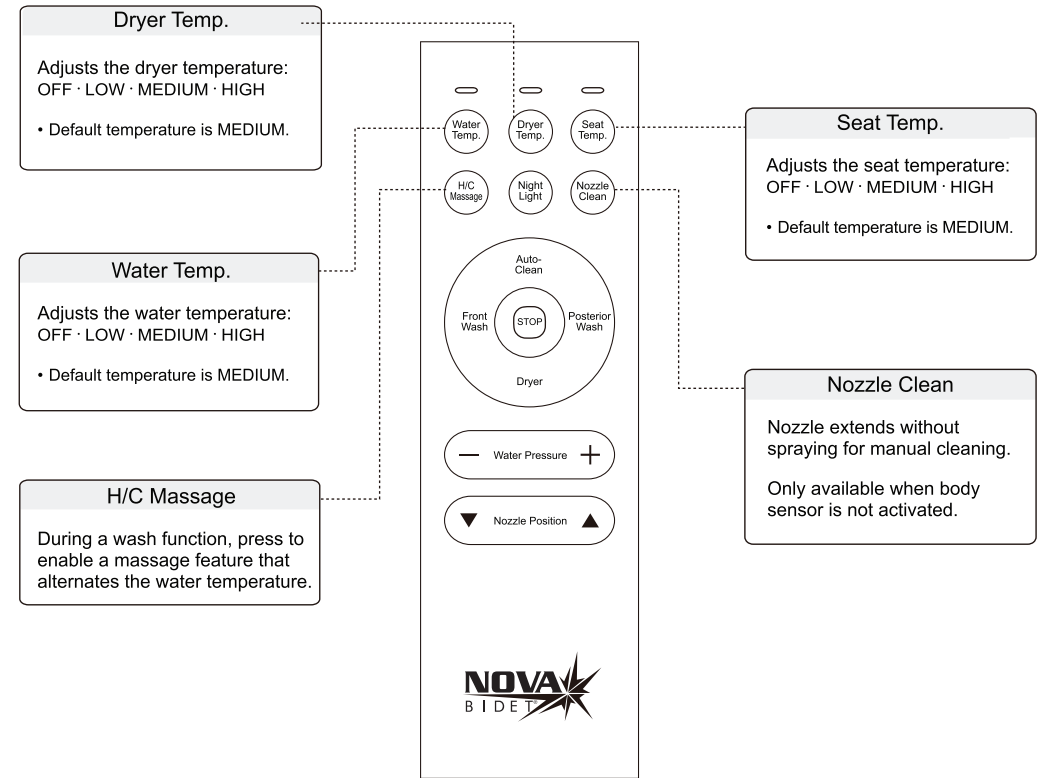 Dryer Temp.
Adjusts the dryer temperature:
OFF · LOW · MEDIUM · HIGH
• Default temperature is MEDIUM.
Water Temp.
Adjusts the water temperature:
OFF · LOW · MEDIUM · HIGH
• Default temperature is MEDIUM.
H/C Massage
During a wash function, press to
enable a massage feature that
alternates the water temperature.
Water
Temp.
Dryer
Temp.
Seat
Temp.
H/C
Massage
Night
Light
Nozzle
Clean
Auto-
Clean
Front
Wash
STOP
Posterior
Wash
Dryer
− Water Pressure +
▼ Nozzle Position ▲
NOVA
BIDET®
Seat Temp.
Adjusts the seat temperature:
OFF · LOW · MEDIUM · HIGH
• Default temperature is MEDIUM.
Nozzle Clean
Nozzle extends without
spraying for manual cleaning.
Only available when body
sensor is not activated.